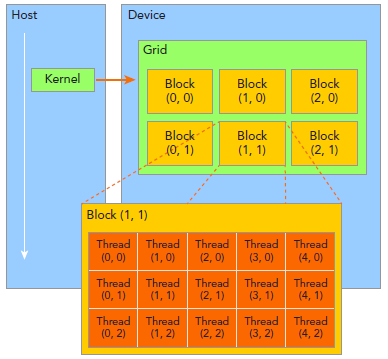 Host
Device
Grid
Kernel
Block Block Block
(0, 0) (1, 0) (2, 0)
Block Block Block
(0, 1) (1, 1) (2, 1)
Block (1, 1)
Thread Thread Thread Thread Thread
(0, 0) (1, 0) (2, 0) (3, 0) (4, 0)
Thread Thread Thread Thread Thread
(0, 1) (1, 1) (2, 1) (3, 1) (4, 1)
Thread Thread Thread Thread Thread
(0, 2) (1, 2) (2, 2) (3, 2) (4, 2)